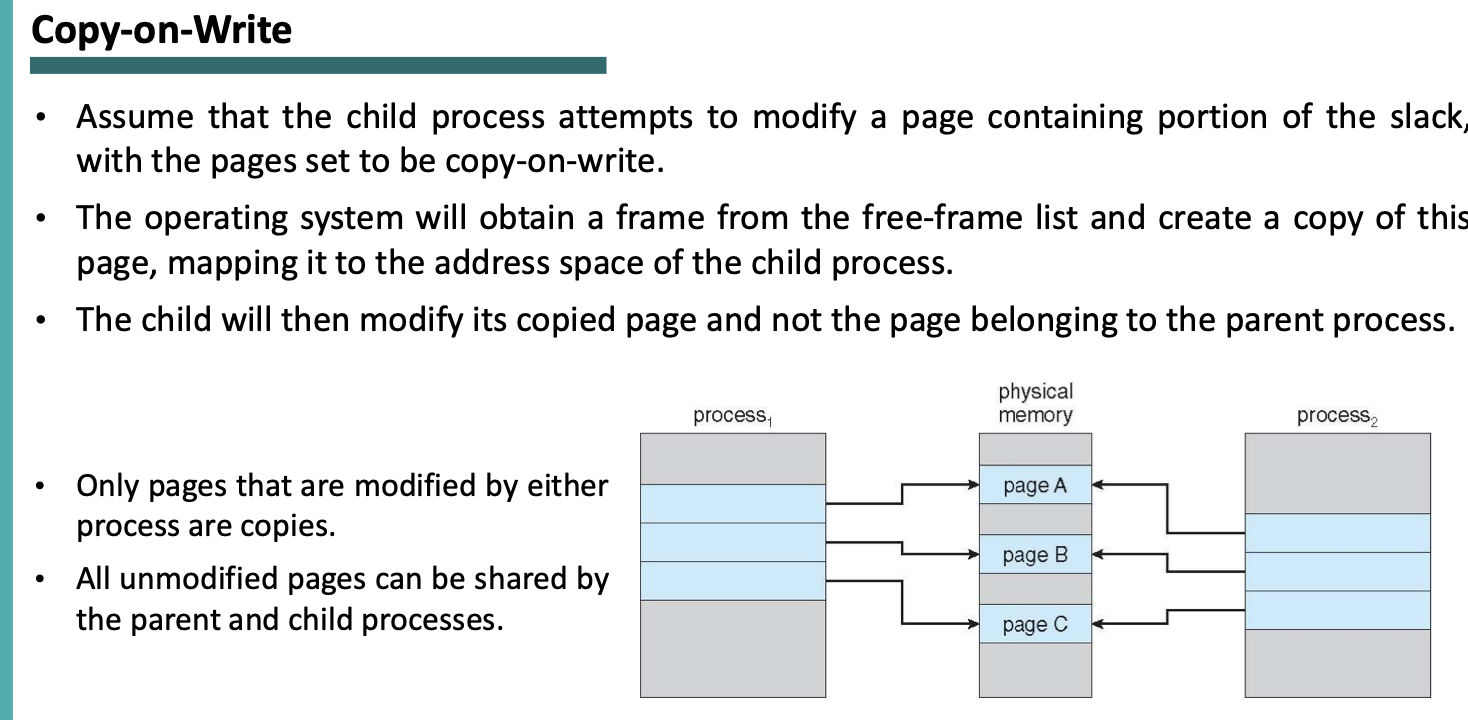 Copy-on-Write
• Assume that the child process attempts to modify a page containing portion of the slack,
with the pages set to be copy-on-write.
• The operating system will obtain a frame from the free-frame list and create a copy of this
page, mapping it to the address space of the child process.
• The child will then modify its copied page and not the page belonging to the parent process.
• Only pages that are modified by either
process are copies.
• All unmodified pages can be shared by
the parent and child processes.
process₁
physical
memory
process₂
page A
page B
page C